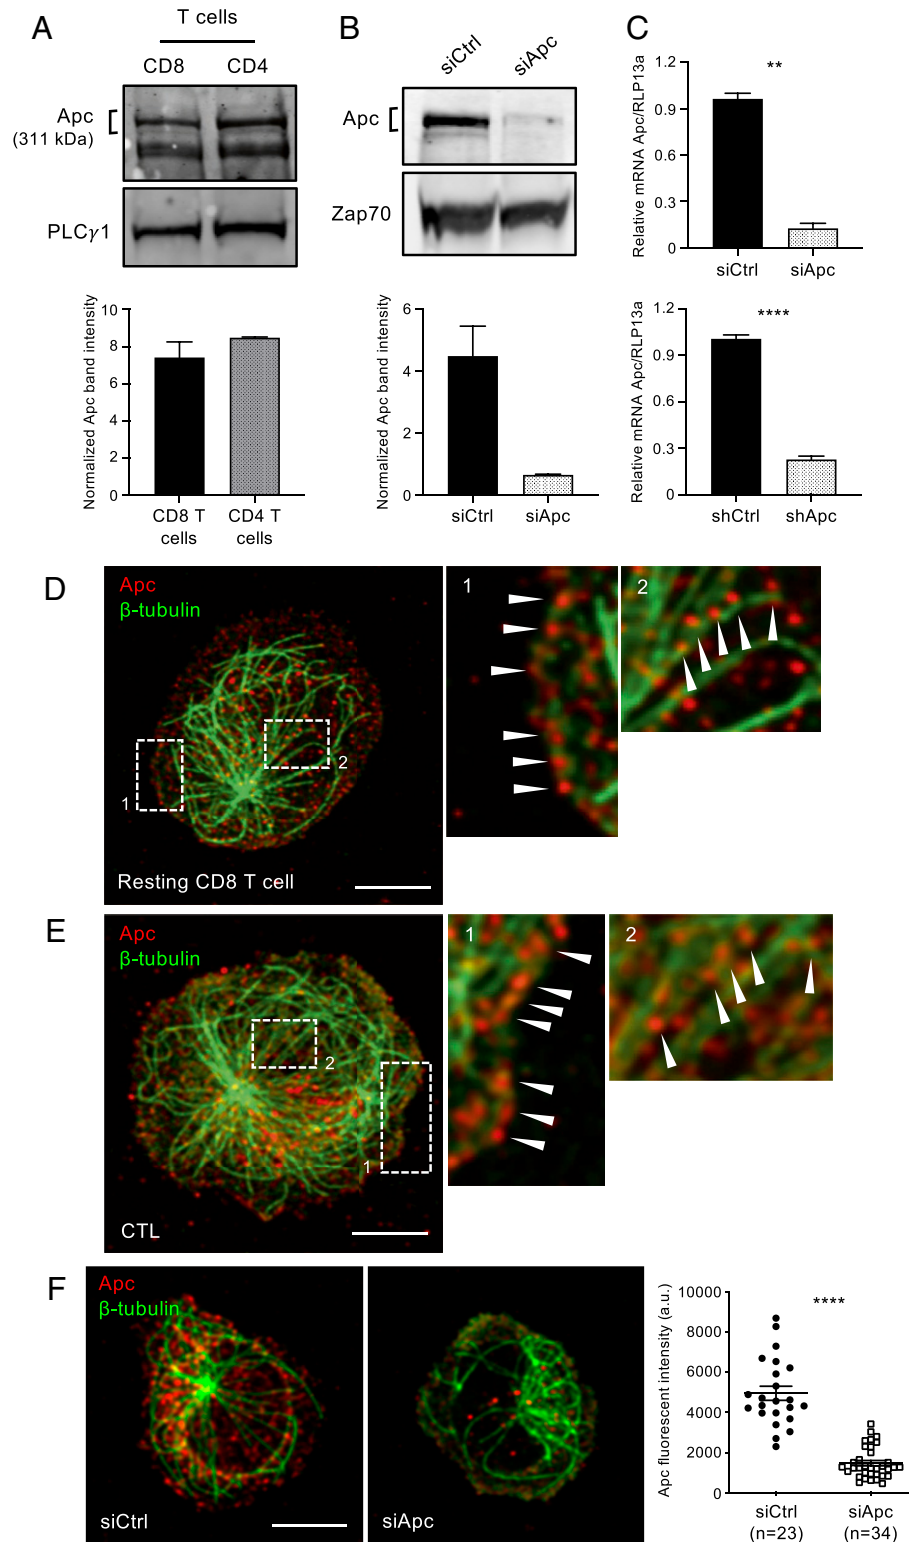 A
T cells
CD8 CD4
Apc
(311 kDa)
PLCγ1
Normalized Apc band intensity
10
8
6
4
2
0
CD8 T cells
CD4 T cells
B
siCtrl siApc
Apc
Zap70
Normalized Apc band intensity
6
4
2
0
siCtrl siApc
C
Relative mRNA Apc/RLP13a
1.2
0.9
0.6
0.3
0
**
siCtrl siApc
Relative mRNA Apc/RLP13a
1.2
0.9
0.6
0.3
0
****
shCtrl shApc
D
Apc
β-tubulin
1
2
Resting CD8 T cell
1
2
E
Apc
β-tubulin
2
1
CTL
1
2
F
Apc
β-tubulin
siCtrl
siApc
Apc fluorescent intensity (a.u.)
10000
8000
6000
4000
2000
0
****
siCtrl
(n=23)
siApc
(n=34)